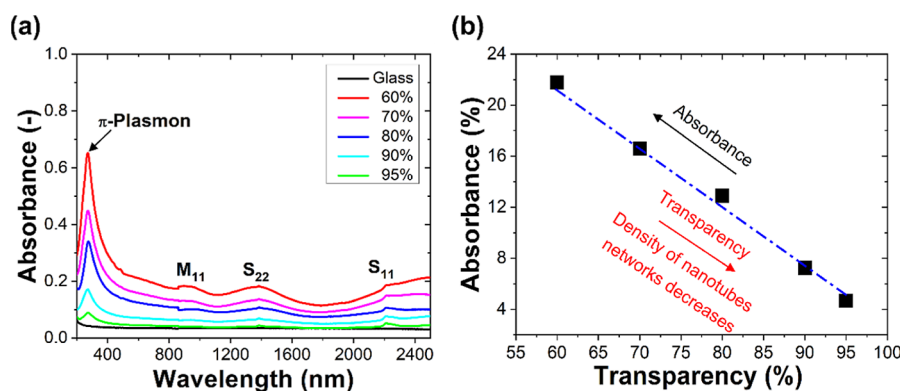 (a)
1.0
0.8
0.6
0.4
0.2
0.0
Absorbance (-)
π-Plasmon
M11
S22
S11
Glass
60%
70%
80%
90%
95%
400
800
1200
1600
2000
2400
Wavelength (nm)
(b)
24
20
16
12
8
4
Absorbance (%)
Absorbance
Transparency
Density of nanotubes
networks decreases
55
60
65
70
75
80
85
90
95
100
Transparency (%)